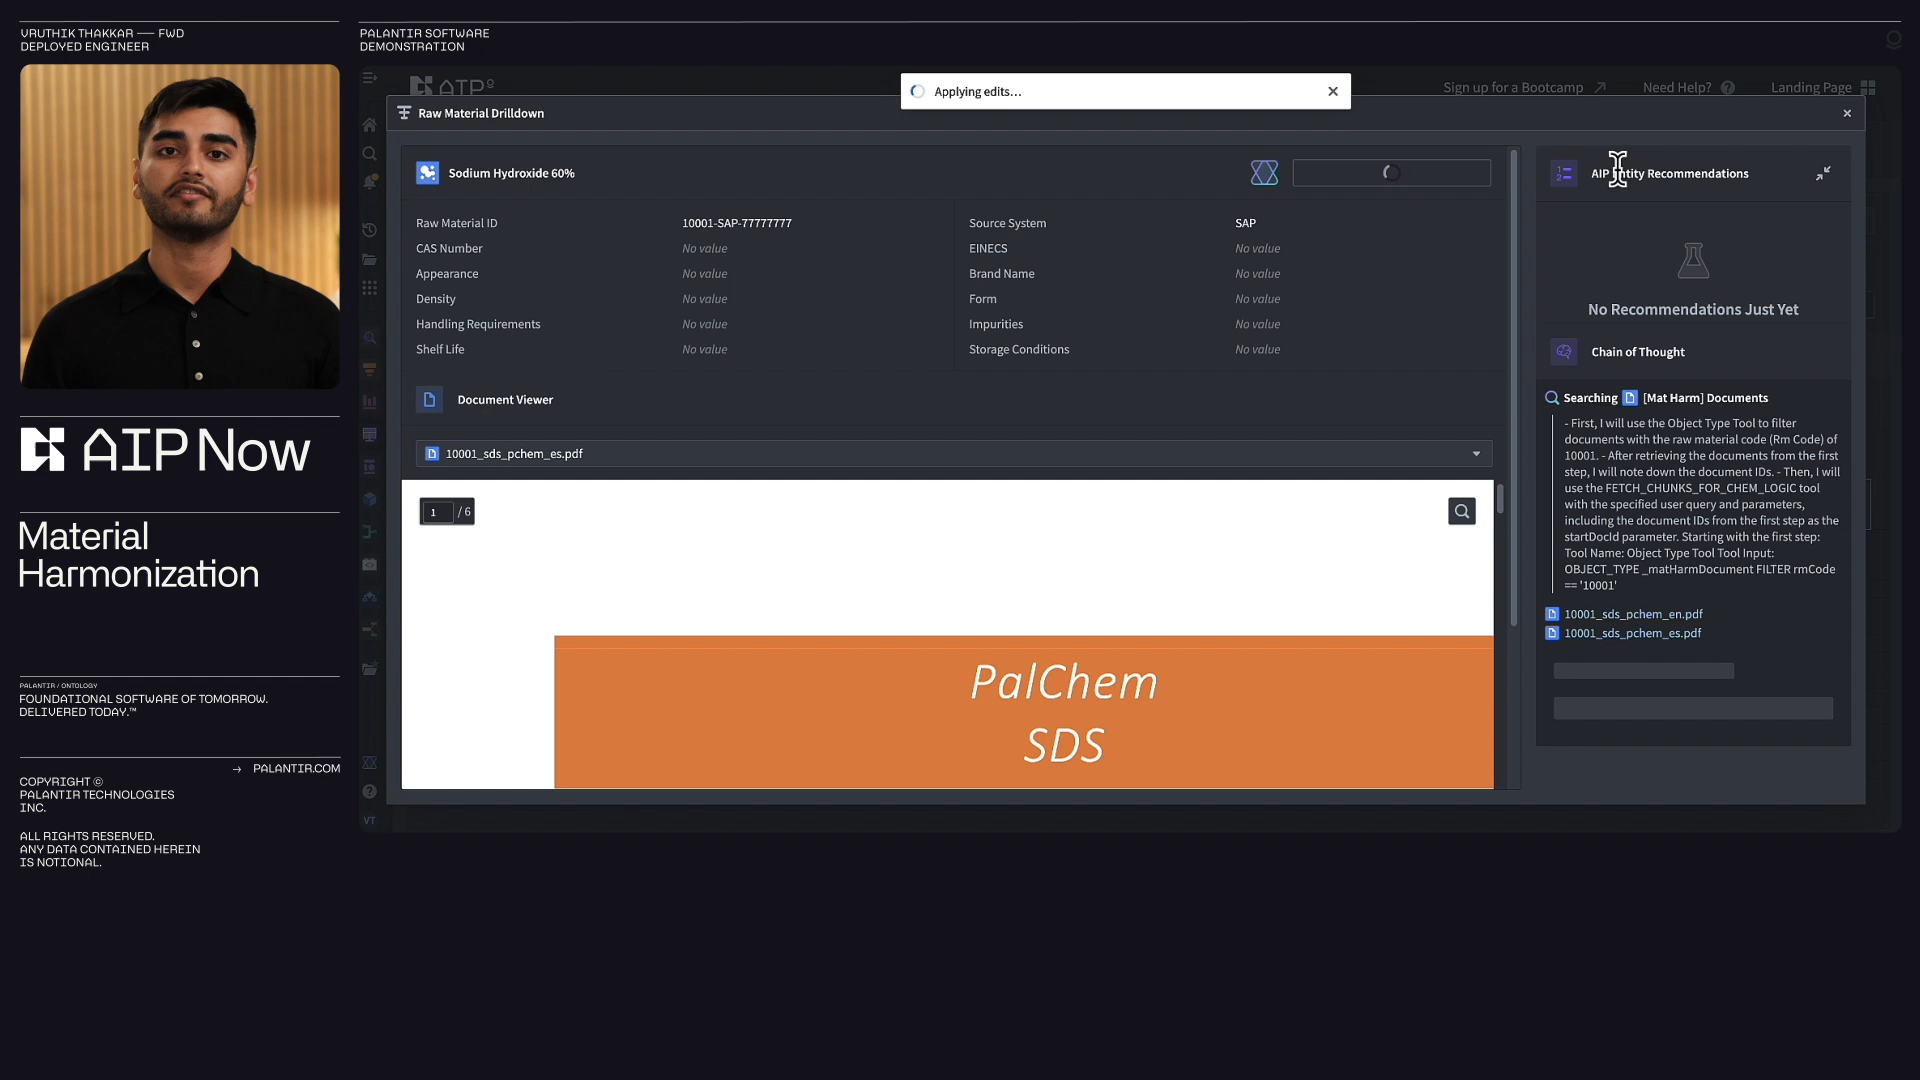 VRUTHIK THAKKAR — FWD
DEPLOYED ENGINEER
PALANTIR SOFTWARE
DEMONSTRATION
AIP
Sign up for a Bootcamp
Need Help?
Landing Page
Applying edits...
Raw Material Drilldown
Sodium Hydroxide 60%
Raw Material ID 10001-SAP-77777777
CAS Number No value
Appearance No value
Density No value
Handling Requirements No value
Shelf Life No value
Source System SAP
EINECS No value
Brand Name No value
Form No value
Impurities No value
Storage Conditions No value
Document Viewer
10001_sds_pchem_es.pdf
1 / 6
PalChem
SDS
AIP Entity Recommendations
No Recommendations Just Yet
Chain of Thought
Searching [Mat Harm] Documents
- First, I will use the Object Type Tool to filter
documents with the raw material code (Rm Code) of
10001. - After retrieving the documents from the first
step, I will note down the document IDs. - Then, I will
use the FETCH_CHUNKS_FOR_CHEM_LOGIC tool
with the specified user query and parameters,
including the document IDs from the first step as the
startDocId parameter. Starting with the first step:
Tool Name: Object Type Tool Tool Input:
OBJECT_TYPE _matHarmDocument FILTER rmCode
== '10001'
10001_sds_pchem_en.pdf
10001_sds_pchem_es.pdf
VT
AIP Now
Material
Harmonization
PALANTIR / ONTOLOGY
FOUNDATIONAL SOFTWARE OF TOMORROW.
DELIVERED TODAY.™
→ PALANTIR.COM
COPYRIGHT ©
PALANTIR TECHNOLOGIES
INC.
ALL RIGHTS RESERVED.
ANY DATA CONTAINED HEREIN
IS NOTIONAL.